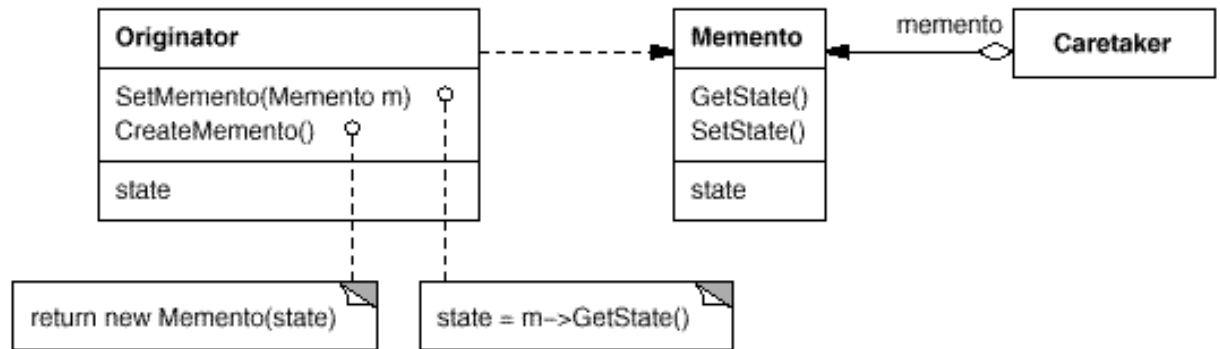 Originator
SetMemento(Memento m)
CreateMemento()
state
Memento
GetState()
SetState()
state
memento
Caretaker
return new Memento(state)
state = m->GetState()